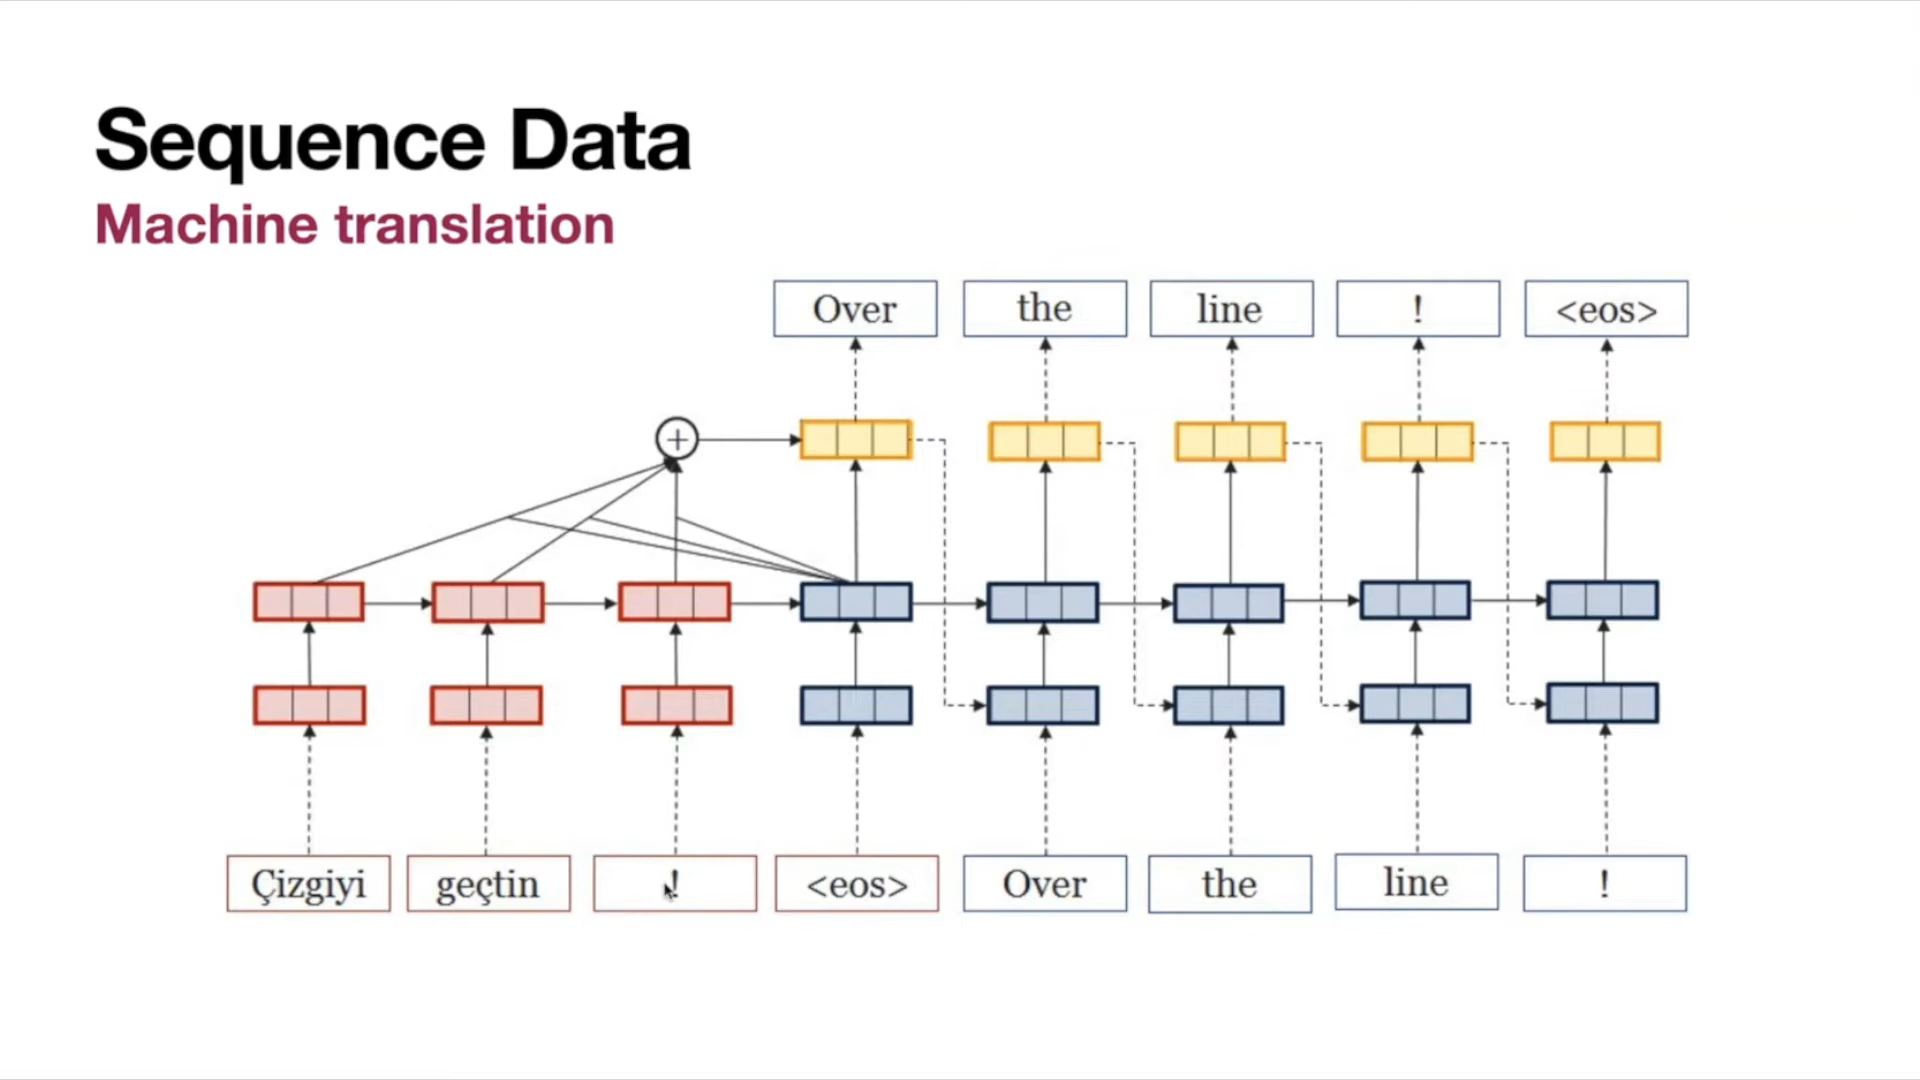 Sequence Data
Machine translation
Over the line ! <eos>
Çizgiyi geçtin ! <eos> Over the line !